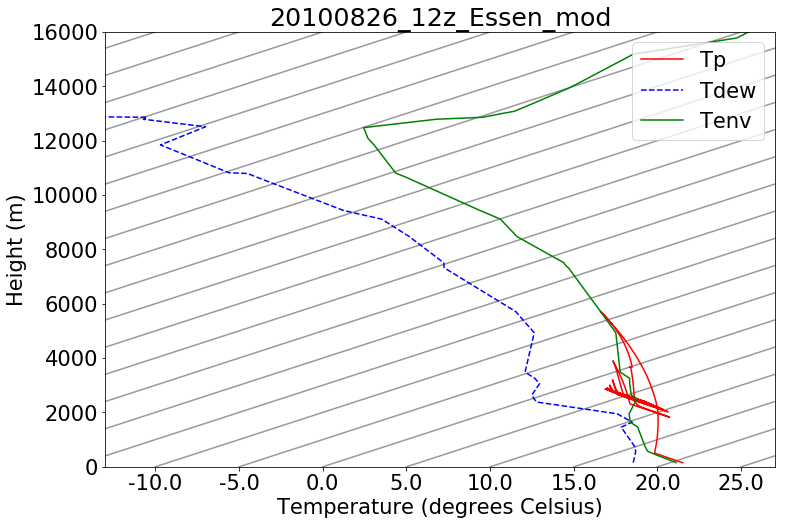 20100826_12z_Essen_mod
16000
14000
12000
10000
8000
6000
4000
2000
0
Height (m)
Tp
Tdew
Tenv
-10.0 -5.0 0.0 5.0 10.0 15.0 20.0 25.0
Temperature (degrees Celsius)